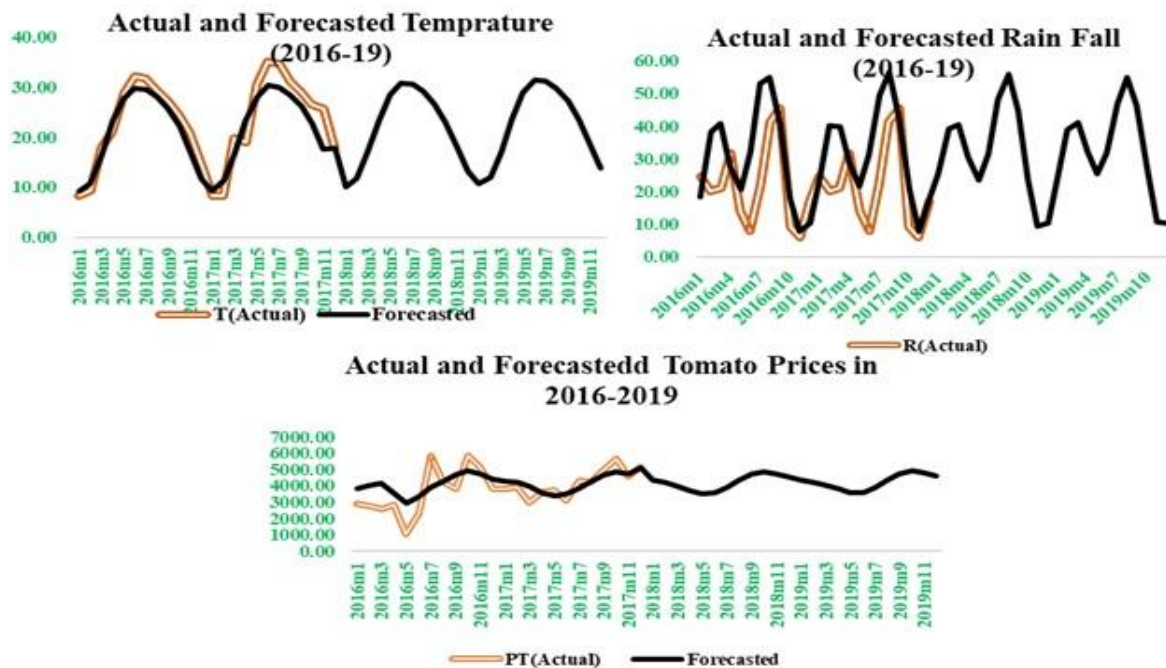 Actual and Forecasted Temprature
(2016-19)
40.00
30.00
20.00
10.00
0.00
2016m1
2016m3
2016m5
2016m7
2016m9
2016m11
2017m1
2017m3
2017m5
2017m7
2017m9
2017m11
2018m1
2018m3
2018m5
2018m7
2018m9
2018m11
2019m1
2019m3
2019m5
2019m7
2019m9
2019m11
T(Actual) Forecasted
Actual and Forecasted Rain Fall
(2016-19)
60.00
50.00
40.00
30.00
20.00
10.00
0.00
2016m1
2016m4
2016m7
2016m10
2017m1
2017m4
2017m7
2017m10
2018m1
2018m4
2018m7
2018m10
2019m1
2019m4
2019m7
2019m10
R(Actual)
Actual and Forecastedd Tomato Prices in
2016-2019
7000.00
6000.00
5000.00
4000.00
3000.00
2000.00
1000.00
0.00
2016m1
2016m3
2016m5
2016m7
2016m9
2016m11
2017m1
2017m3
2017m5
2017m7
2017m9
2017m11
2018m1
2018m3
2018m5
2018m7
2018m9
2018m11
2019m1
2019m3
2019m5
2019m7
2019m9
2019m11
PT(Actual) Forecasted